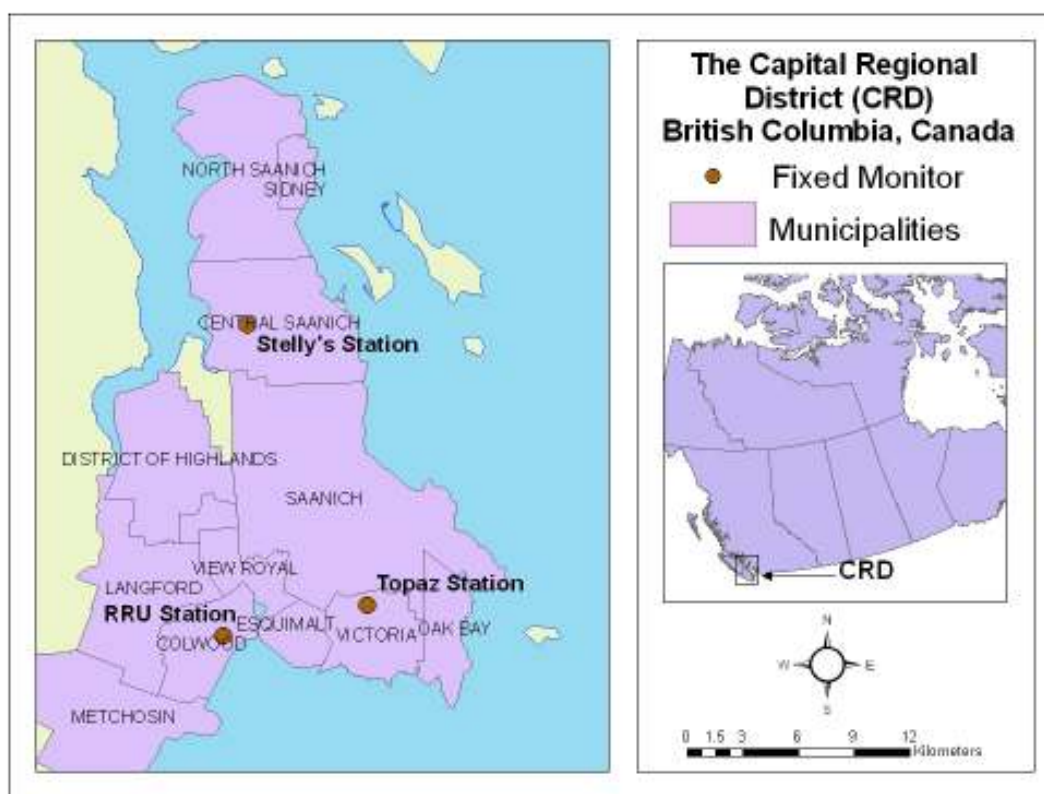 NORTH SAANICH
SIDNEY
CENTRAL SAANICH
Stelly's Station
DISTRICT OF HIGHLANDS
SAANICH
VIEW ROYAL
LANGFORD
Topaz Station
RRU Station
ESQUIMALT
COLWOOD
VICTORIA
OAK BAY
METCHOSIN
The Capital Regional
District (CRD)
British Columbia, Canada
Fixed Monitor
Municipalities
CRD
N
W E
S
0 1.5 3 6 9 12
Kilometers